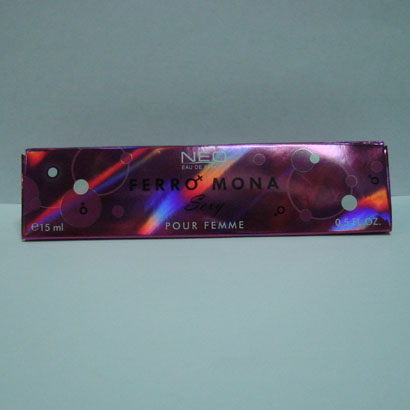 NEO
EAU DE
FERRO MONA
Sexy
POUR FEMME
℮15 ml
0.5 FL.OZ.